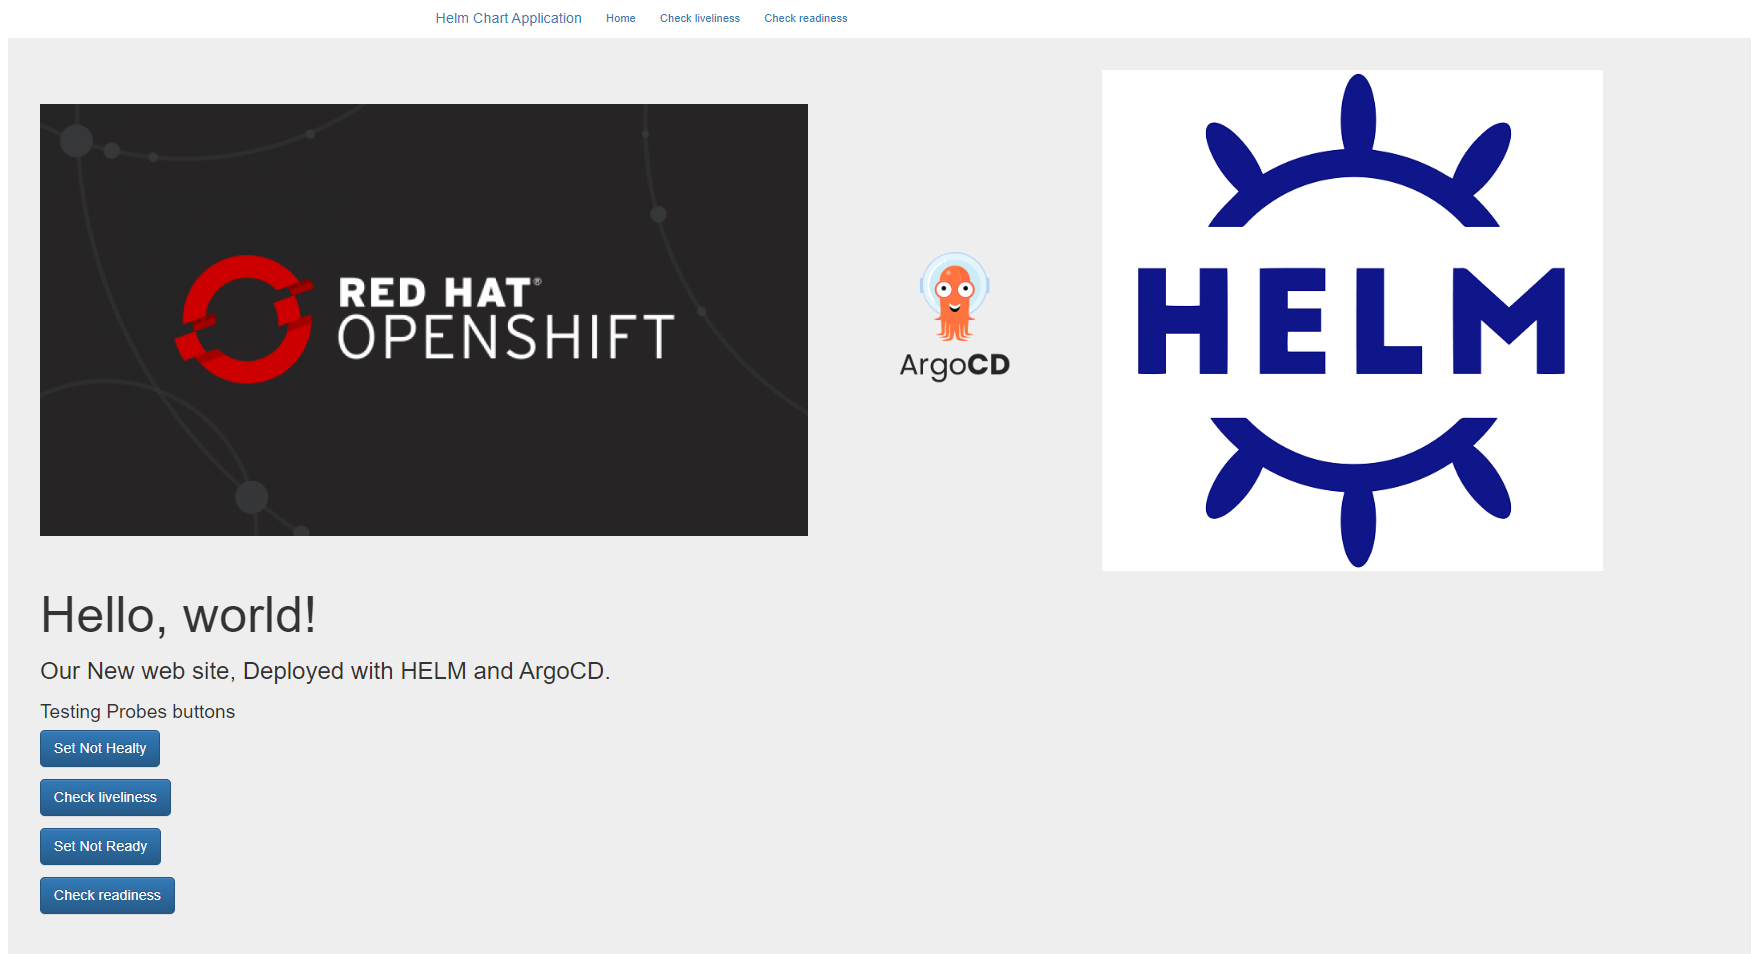 Helm Chart Application Home Check liveliness Check readiness
RED HAT®
OPENSHIFT
ArgoCD
HELM
Hello, world!
Our New web site, Deployed with HELM and ArgoCD.
Testing Probes buttons
Set Not Healty
Check liveliness
Set Not Ready
Check readiness